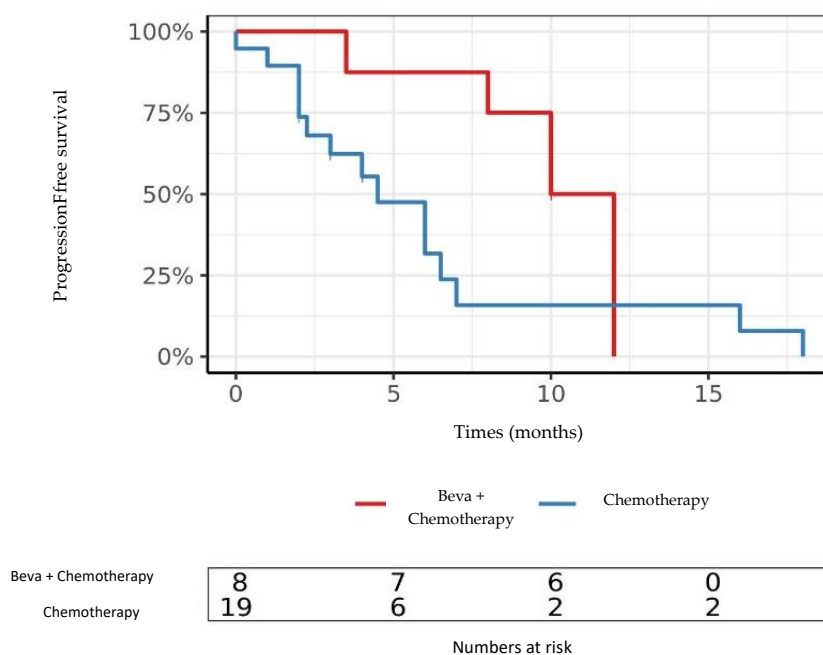 100%
75%
50%
25%
0%
ProgressionFfree survival
0 5 10 15
Times (months)
Beva +
Chemotherapy
Chemotherapy
Beva + Chemotherapy 8 7 6 0
Chemotherapy 19 6 2 2
Numbers at risk